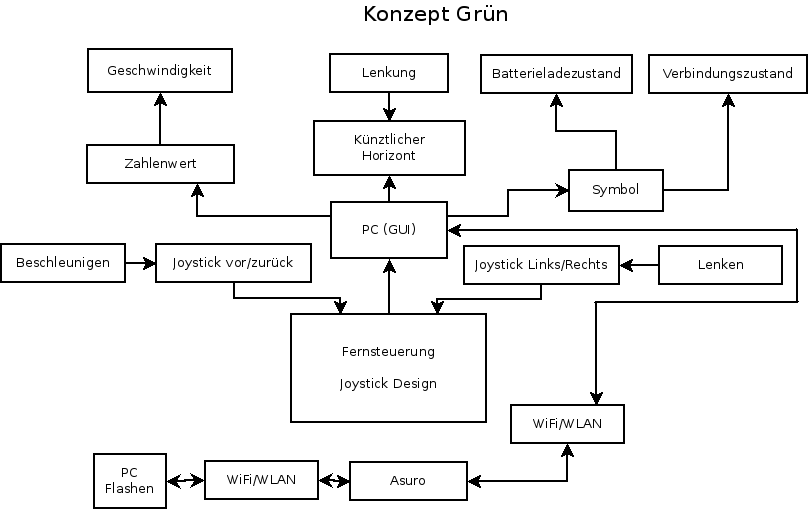 Konzept Grün
Geschwindigkeit
Lenkung
Batterieladezustand
Verbindungszustand
Zahlenwert
Künztlicher
Horizont
Symbol
PC (GUI)
Beschleunigen
Joystick vor/zurück
Joystick Links/Rechts
Lenken
Fernsteuerung
Joystick Design
WiFi/WLAN
PC
Flashen
WiFi/WLAN
Asuro